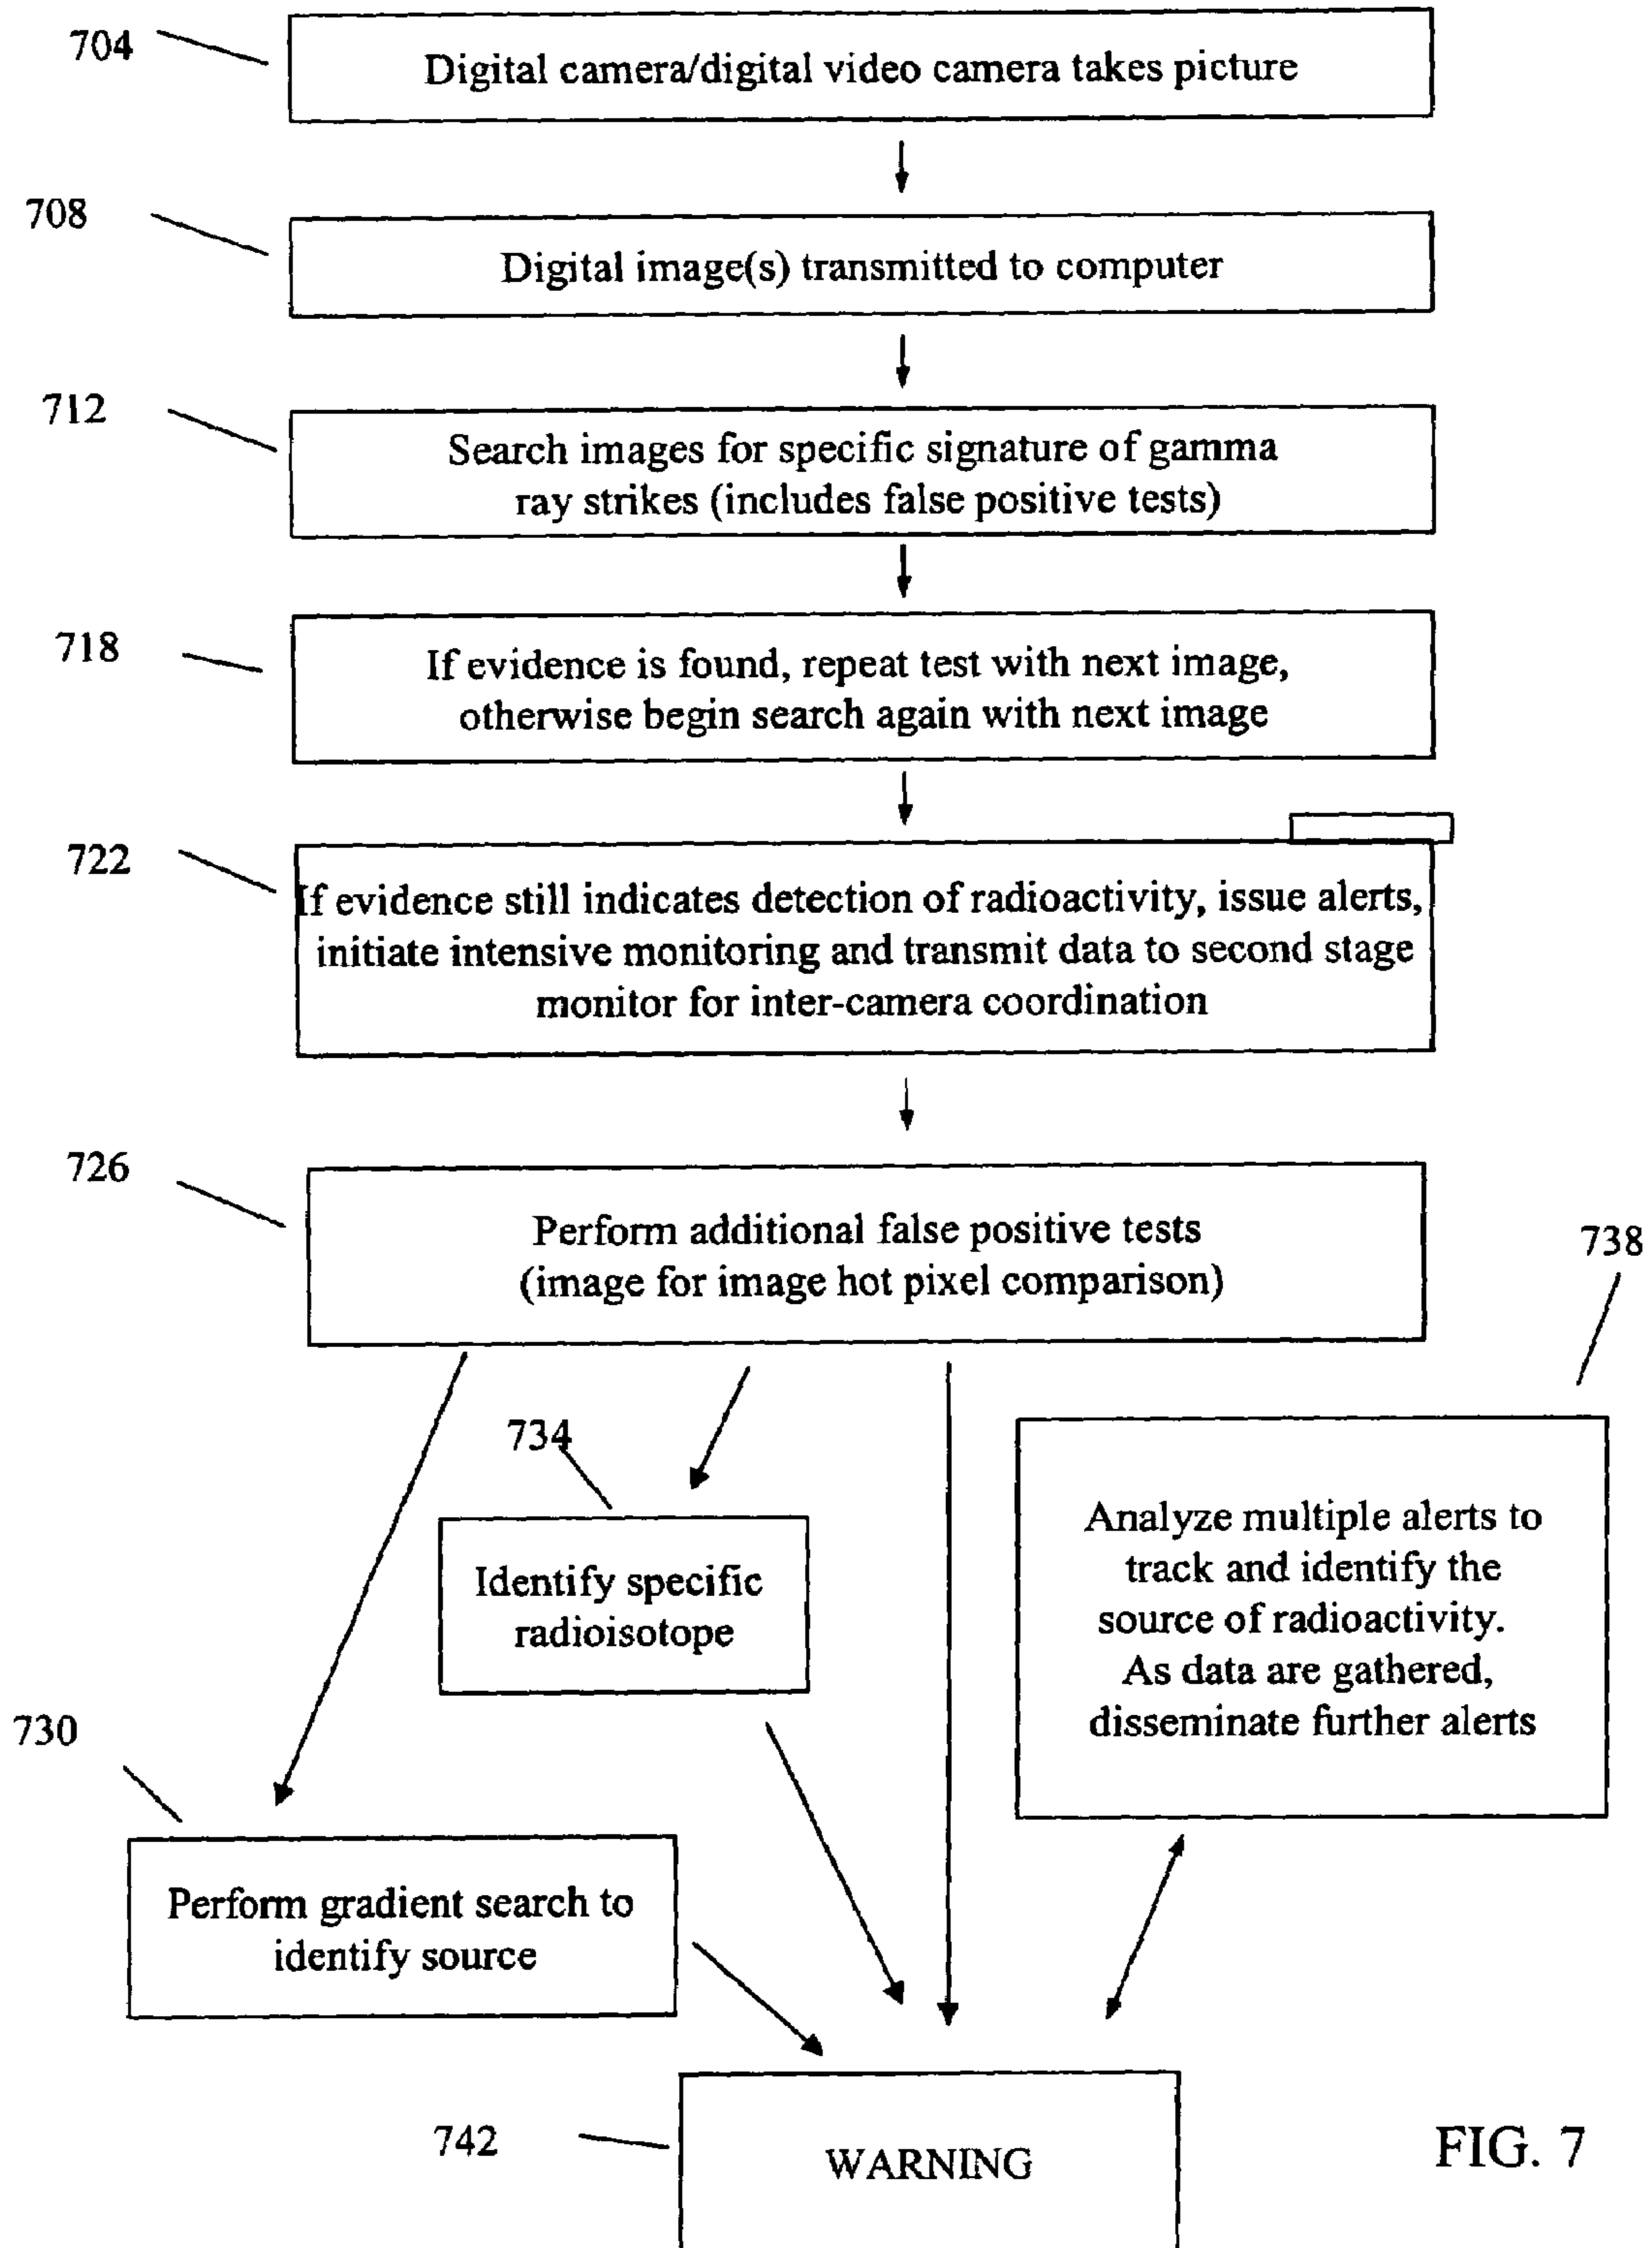 704
Digital camera/digital video camera takes picture
708
Digital image(s) transmitted to computer
712
Search images for specific signature of gamma
ray strikes (includes false positive tests)
718
If evidence is found, repeat test with next image,
otherwise begin search again with next image
722
If evidence still indicates detection of radioactivity, issue alerts,
initiate intensive monitoring and transmit data to second stage
monitor for inter-camera coordination
726
Perform additional false positive tests
(image for image hot pixel comparison)
738
734
Identify specific
radioisotope
Analyze multiple alerts to
track and identify the
source of radioactivity.
As data are gathered,
disseminate further alerts
730
Perform gradient search to
identify source
742
WARNING
FIG. 7